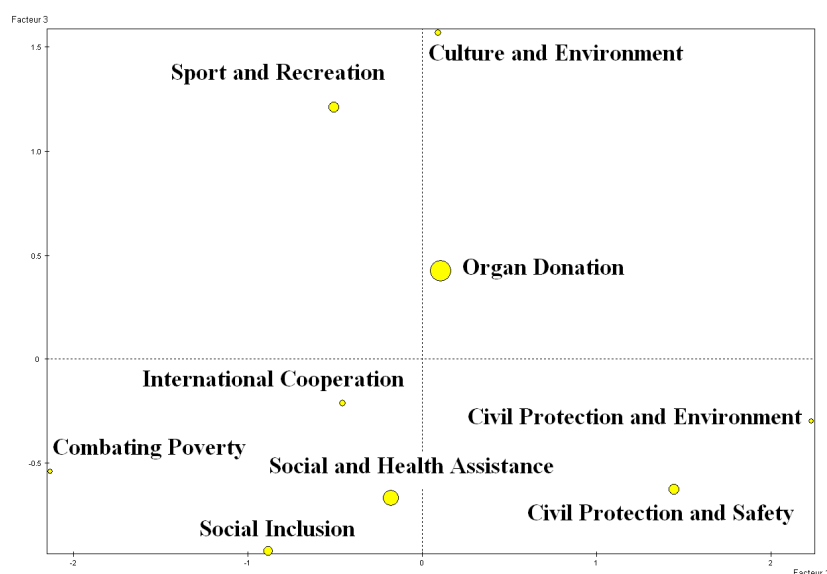 Facteur 3
1.5
Culture and Environment
Sport and Recreation
1.0
0.5
Organ Donation
0
International Cooperation
Civil Protection and Environment
Combating Poverty
-0.5
Social and Health Assistance
Civil Protection and Safety
Social Inclusion
-2
-1
0
1
2
Facteur